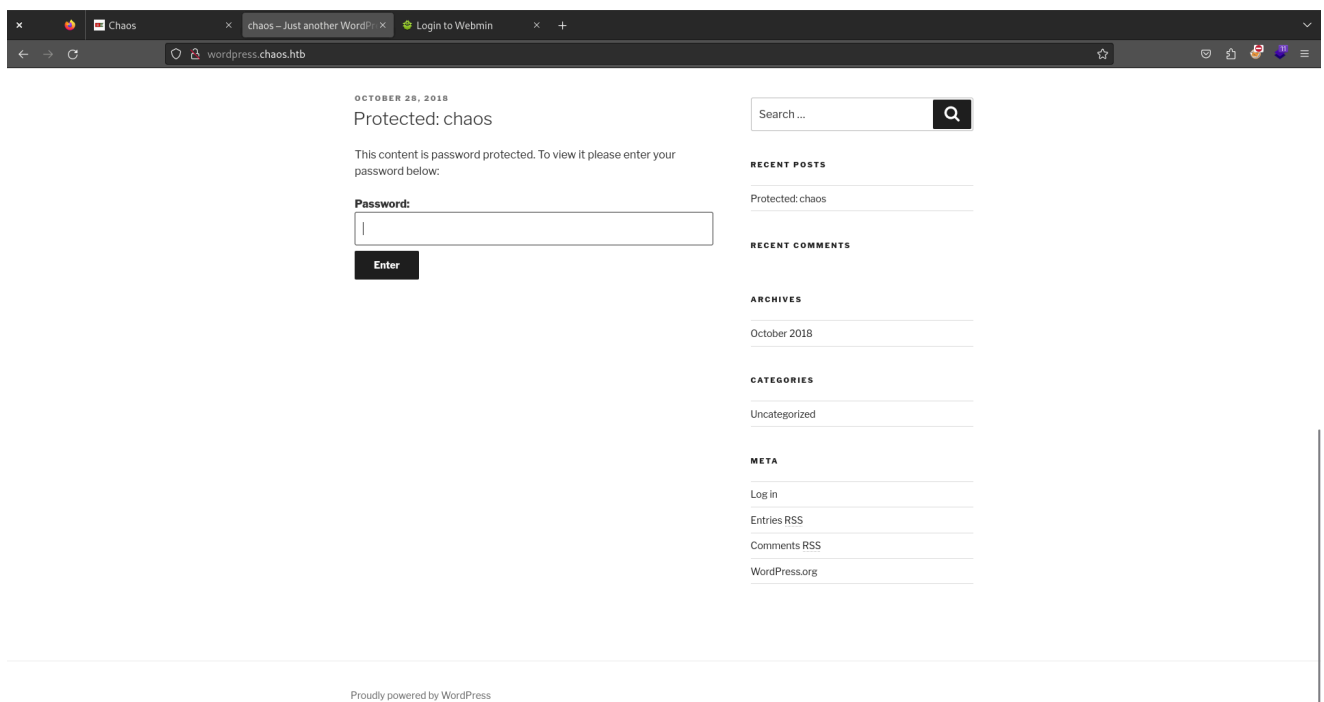 Chaos
chaos – Just another WordPr
Login to Webmin
wordpress.chaos.htb
11
OCTOBER 28, 2018
Protected: chaos
This content is password protected. To view it please enter your
password below:
Password:
Enter
Search …
RECENT POSTS
Protected: chaos
RECENT COMMENTS
ARCHIVES
October 2018
CATEGORIES
Uncategorized
META
Log in
Entries RSS
Comments RSS
WordPress.org
Proudly powered by WordPress